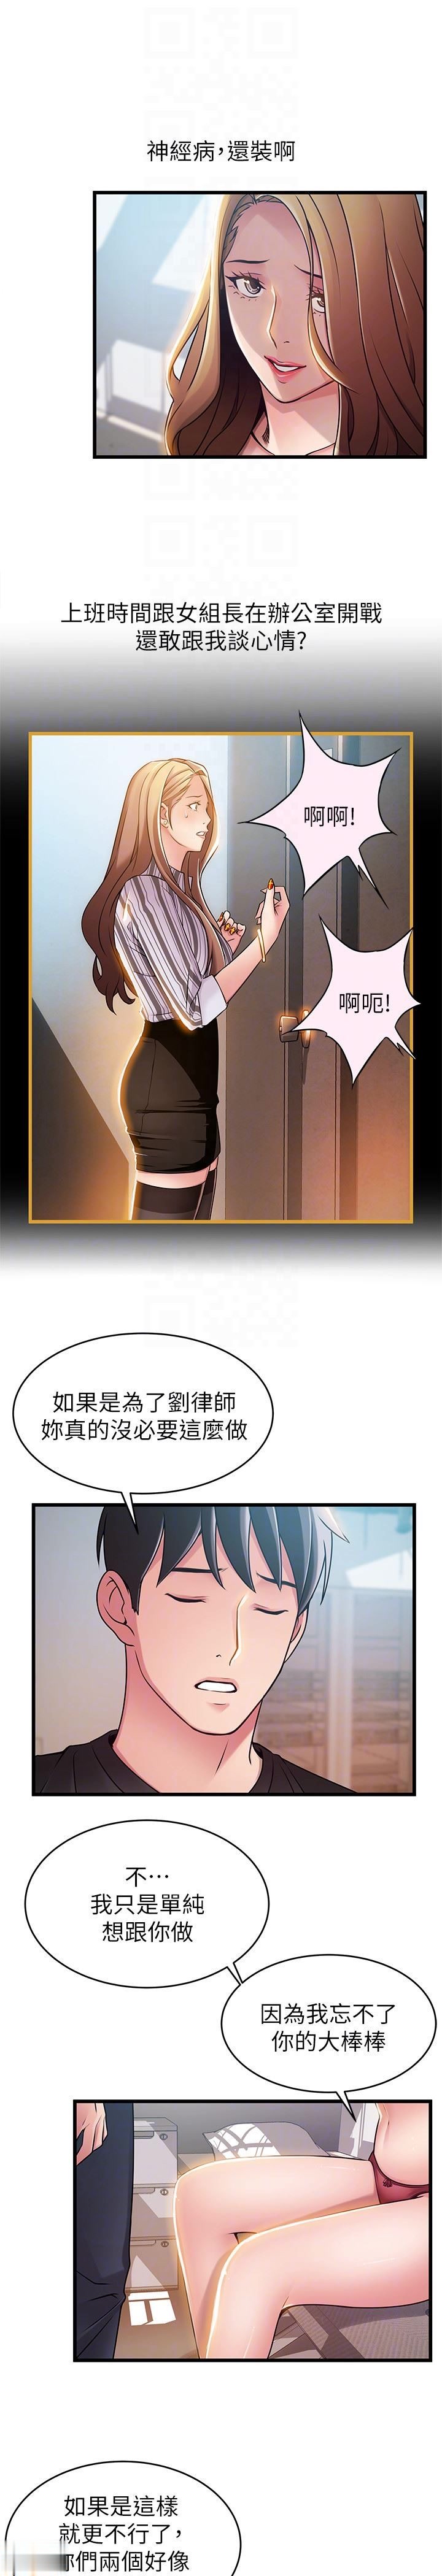 神經病,還裝啊
上班時間跟女組長在辦公室開戰
還敢跟我談心情?
啊啊!
啊呃!
如果是為了劉律師
妳真的沒必要這麼做
不…
我只是單純
想跟你做
因為我忘不了
你的大棒棒
如果是這樣
就更不行了,
們兩個好像